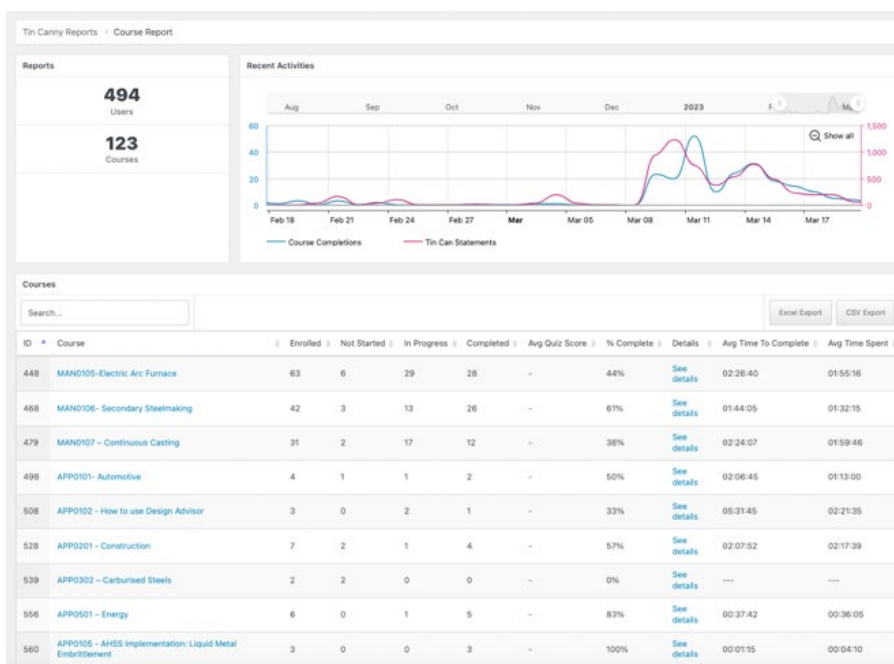 Tin Canny Reports > Course Report
Reports
494
Users
123
Courses
Recent Activities
Aug Sep Oct Nov Dec 2023
60 1,500
Show all
40 1,000
20 500
0 0
Feb 18 Feb 21 Feb 24 Feb 27 Mar Mar 05 Mar 08 Mar 11 Mar 14 Mar 17
Course Completions Tin Can Statements
Courses
Search... Excel Export CSV Export
ID Course Enrolled Not Started In Progress Completed Avg Quiz Score % Complete Details Avg Time To Complete Avg Time Spent
448 MAN0105-Electric Arc Furnace 63 6 29 28 - 44% See details 02:26:40 01:55:16
468 MAN0106- Secondary Steelmaking 42 3 13 26 - 61% See details 01:44:05 01:32:15
479 MAN0107 – Continuous Casting 31 2 17 12 - 38% See details 02:24:07 01:59:46
498 APP0101- Automotive 4 1 1 2 - 50% See details 02:06:45 01:13:00
508 APP0102 - How to use Design Advisor 3 0 2 1 - 33% See details 05:31:45 02:21:35
528 APP0201 - Construction 7 2 1 4 - 57% See details 02:07:52 02:17:39
539 APP0302 – Carburised Steels 2 2 0 0 - 0% See details --- ---
556 APP0501 – Energy 6 0 1 5 - 83% See details 00:37:42 00:36:05
560 APP0105 - AHSS Implementation: Liquid Metal Embrittlement 3 0 0 3 - 100% See details 00:01:15 00:04:10